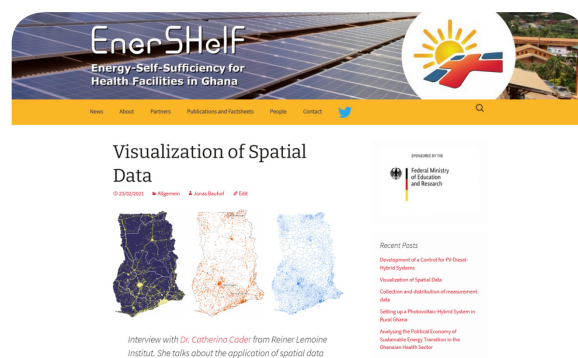 EnerSHelF
Energy-Self-Sufficiency for
Health Facilities in Ghana
News About Partners Publications and Factsheets People Contact
Visualization of Spatial
Data
23/02/2021 Allgemein Jonas Bauhof Edit
Interview with Dr. Catherina Cader from Reiner Lemoine
Institut. She talks about the application of spatial data
SPONSORED BY THE
Federal Ministry
of Education
and Research
Recent Posts
Development of a Control for PV-Diesel-
Hybrid Systems
Visualization of Spatial Data
Collection and distribution of measurement
data
Setting up a Photovoltaic-Hybrid System in
Rural Ghana
Analysing the Political Economy of
Sustainable Energy Transition in the
Ghanaian Health Sector